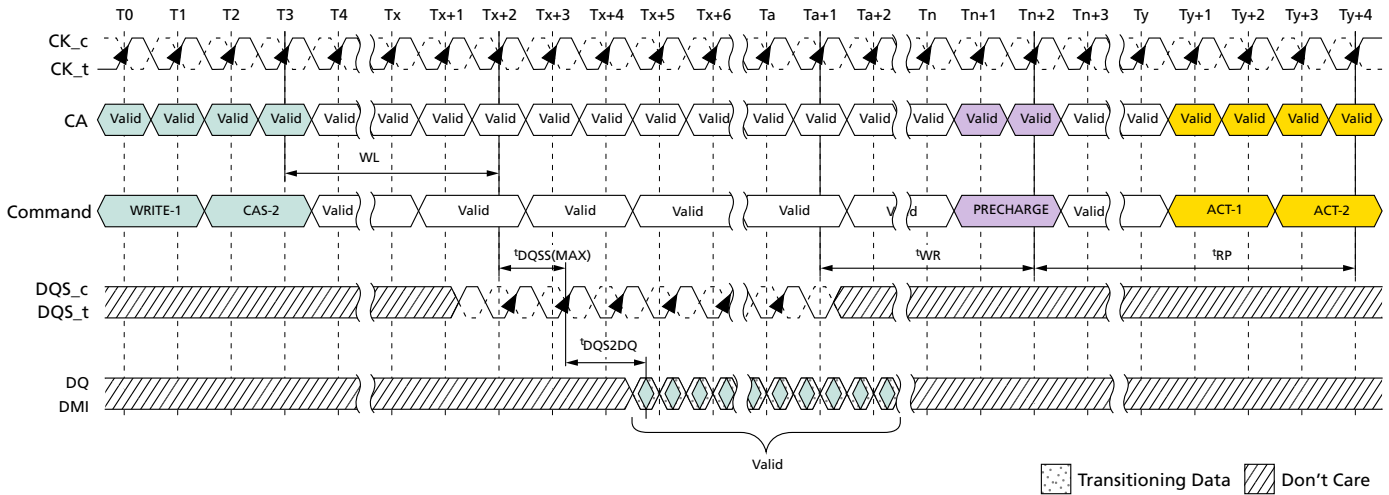 T0 T1 T2 T3 T4 Tx Tx+1 Tx+2 Tx+3 Tx+4 Tx+5 Tx+6 Ta Ta+1 Ta+2 Tn Tn+1 Tn+2 Tn+3 Ty Ty+1 Ty+2 Ty+3 Ty+4
CK_c
CK_t
CA Valid Valid Valid Valid Valid Valid Valid Valid Valid Valid Valid Valid Valid Valid Valid Valid Valid Valid Valid Valid Valid Valid Valid Valid
WL
Command WRITE-1 CAS-2 Valid Valid Valid Valid Valid PRECHARGE Valid ACT-1 ACT-2
tDQSS(MAX) tWR tRP
DQS_c
DQS_t
tDQS2DQ
DQ
DMI
Valid
Transitioning Data Don't Care